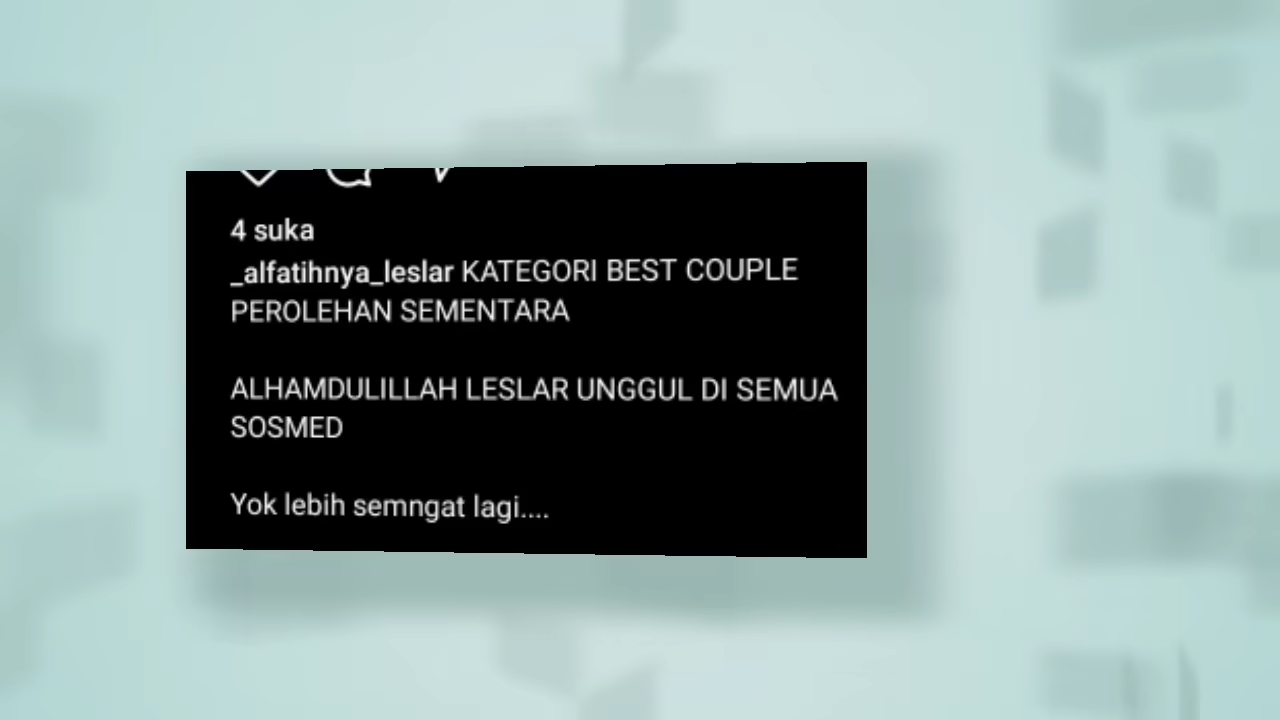 4 suka
_alfatihnya_leslar KATEGORI BEST COUPLE
PEROLEHAN SEMENTARA
ALHAMDULILLAH LESLAR UNGGUL DI SEMUA
SOSMED
Yok lebih semngat lagi....